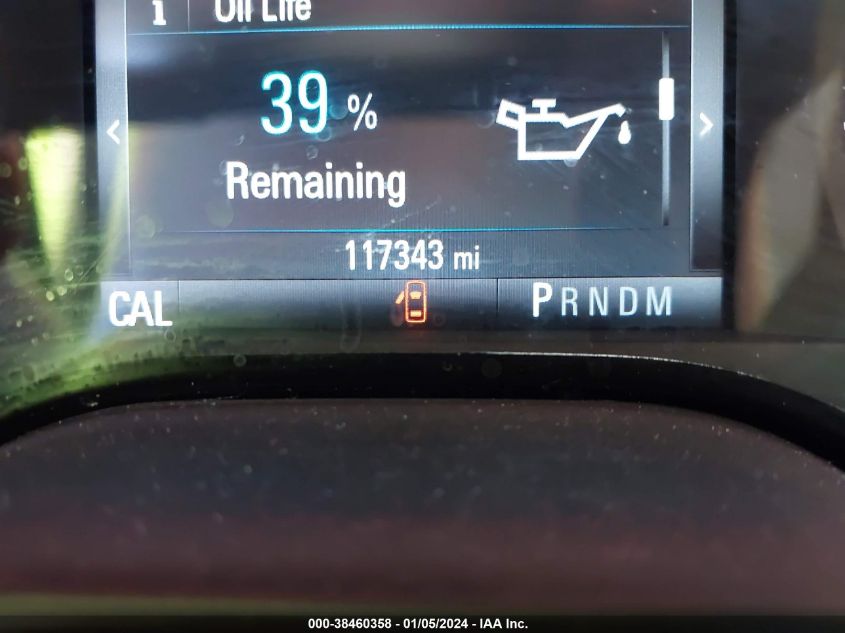 i Oil Life
39 %
Remaining
117343 mi
CAL PRNDM
000-38460358 - 01/05/2024 - IAA Inc.